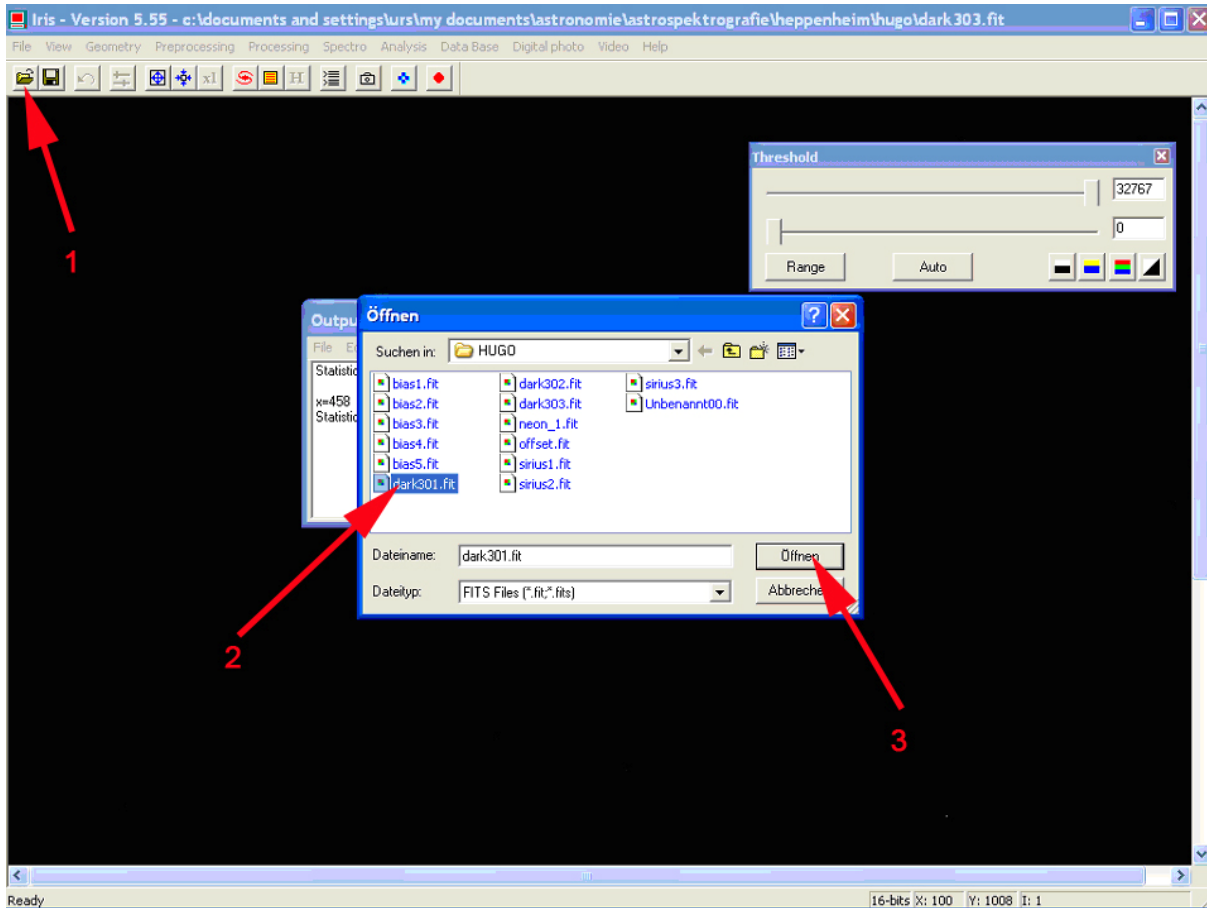 Iris - Version 5.55 - c:\documents and settings\urs\my documents\astronomie\astrospektrografie\heppenheim\hugo\dark303.fit
File View Geometry Preprocessing Processing Spectro Analysis Data Base Digital photo Video Help
x1
H
1
Threshold
32767
0
Range
Auto
Outpu
File
Statistic
x=458
Statistic
Öffnen
Suchen in:
HUGO
bias1.fit
bias2.fit
bias3.fit
bias4.fit
bias5.fit
dark301.fit
dark302.fit
dark303.fit
neon_1.fit
offset.fit
sirius1.fit
sirius2.fit
sirius3.fit
Unbenannt00.fit
Dateiname:
dark301.fit
Öffnen
Dateityp:
FITS Files (*.fit;*.fits)
Abbreche
2
3
Ready
16-bits X: 100 Y: 1008 I: 1